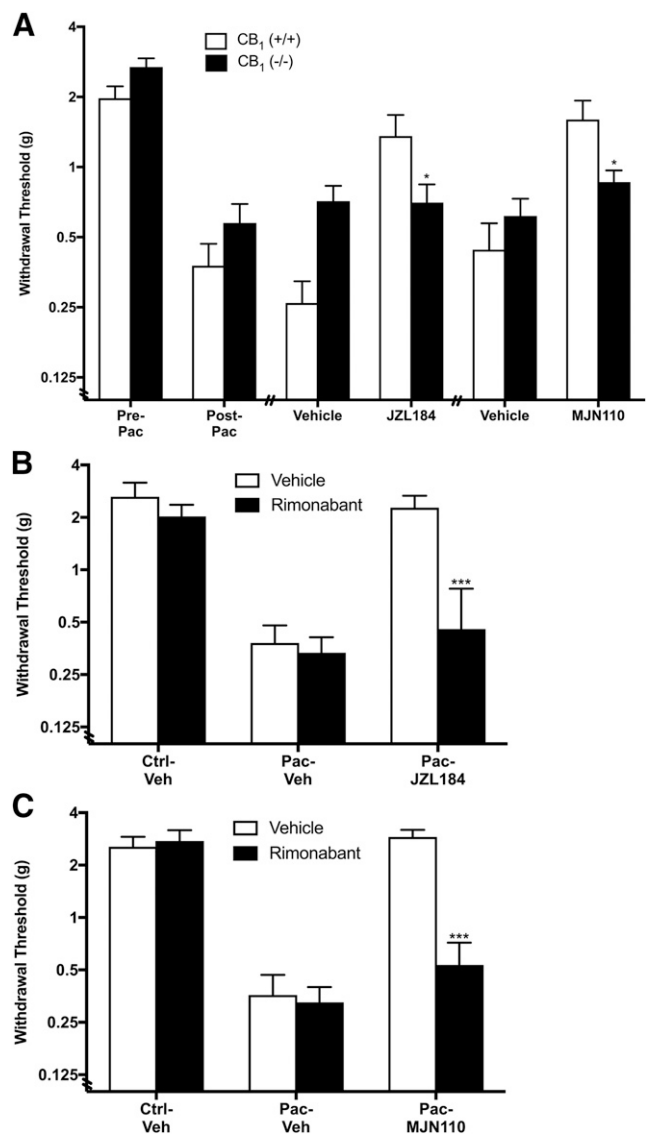 A
Withdrawal Threshold (g)
4
2
1
0.5
0.25
0.125
CB1 (+/+)
CB1 (-/-)
*
*
Pre-
Pac
Post-
Pac
Vehicle
JZL184
Vehicle
MJN110
B
Withdrawal Threshold (g)
4
2
1
0.5
0.25
0.125
Vehicle
Rimonabant
***
Ctrl-
Veh
Pac-
Veh
Pac-
JZL184
C
Withdrawal Threshold (g)
4
2
1
0.5
0.25
0.125
Vehicle
Rimonabant
***
Ctrl-
Veh
Pac-
Veh
Pac-
MJN110